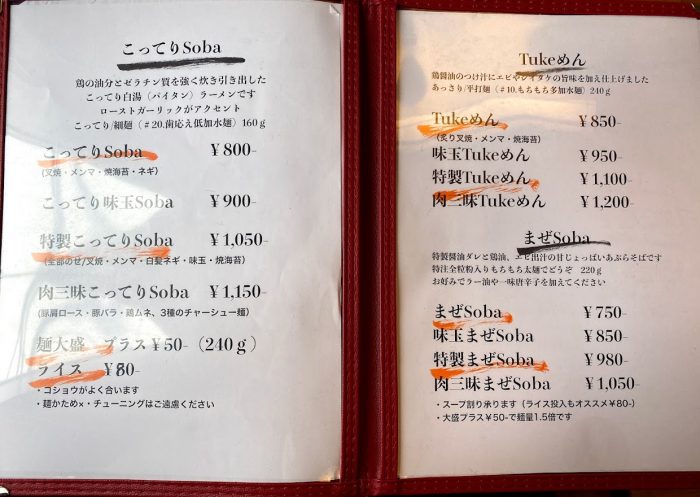 こってりSoba
鶏の油分とゼラチン質を強く炊き引き出した
こってり白湯（パイタン）ラーメンです
ローストガーリックがアクセント
こってり/細麺（＃20.歯応え低加水麺）160ｇ
こってりSoba ￥800-
（叉焼・メンマ・焼海苔・ネギ）
こってり味玉Soba ￥900-
特製こってりSoba ￥1,050-
（全部のせ/叉焼・メンマ・白髪ネギ・味玉・焼海苔）
肉三昧こってりSoba ￥1,150-
（豚肩ロース・豚バラ・鶏ムネ、3種のチャーシュー麺）
麺大盛 プラス￥50-（240ｇ）
ライス ￥80-
・コショウがよく合います
・麺かため×・チューニングはご遠慮ください
Tukeめん
鶏醤油のつけ汁にエビやシイタケの旨味を加え仕上げました
あっさり/平打麺（＃10.もちもち多加水麺）240ｇ
Tukeめん ￥850-
（炙り叉焼・メンマ・焼海苔）
味玉Tukeめん ￥950-
特製Tukeめん ￥1,100-
肉三昧Tukeめん ￥1,200-
まぜSoba
特製醤油ダレと鶏油、エビ出汁の甘じょっぱいあぶらそばです
特注全粒粉入りもちもち太麺でどうぞ 220ｇ
お好みでラー油や一味唐辛子を加えてください
まぜSoba ￥750-
味玉まぜSoba ￥850-
特製まぜSoba ￥980-
肉三昧まぜSoba ￥1,050-
・スープ割り承ります（ライス投入もオススメ￥80-）
・大盛プラス￥50-で麺量1.5倍です